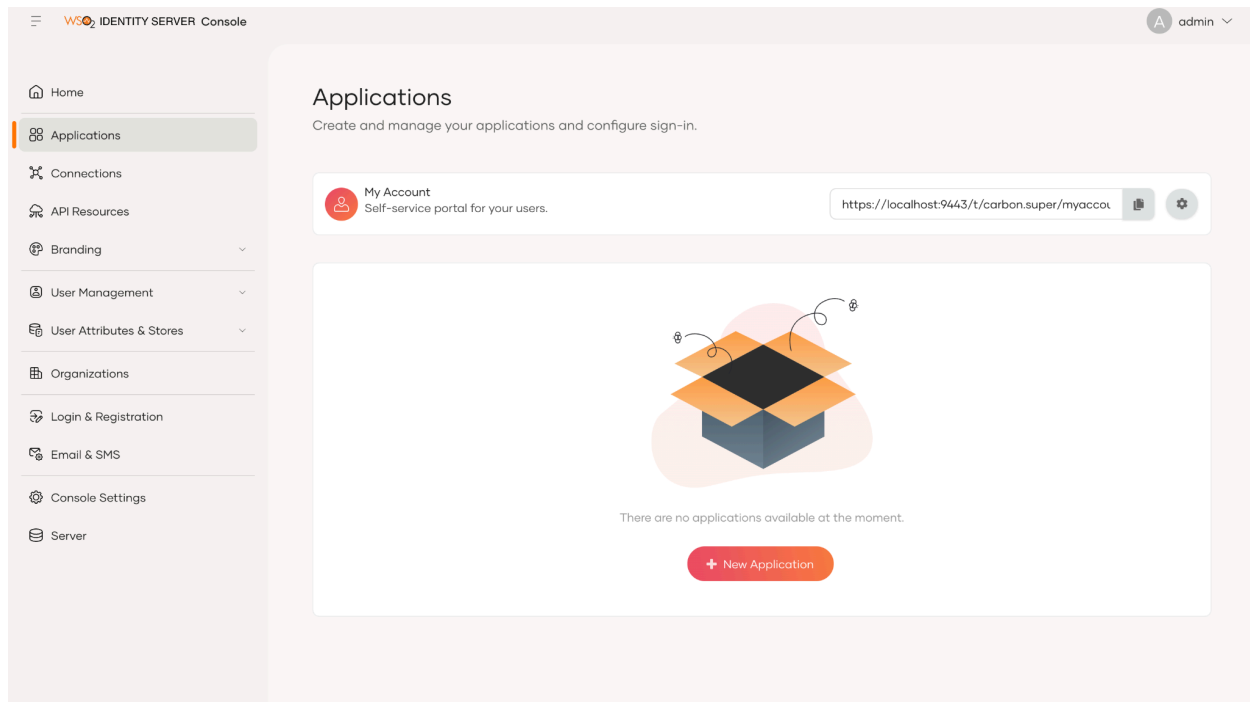 WSO2 IDENTITY SERVER Console
A admin
Home
Applications
Connections
API Resources
Branding
User Management
User Attributes & Stores
Organizations
Login & Registration
Email & SMS
Console Settings
Server
Applications
Create and manage your applications and configure sign-in.
My Account
Self-service portal for your users.
https://localhost:9443/t/carbon.super/myaccou
There are no applications available at the moment.
+ New Application